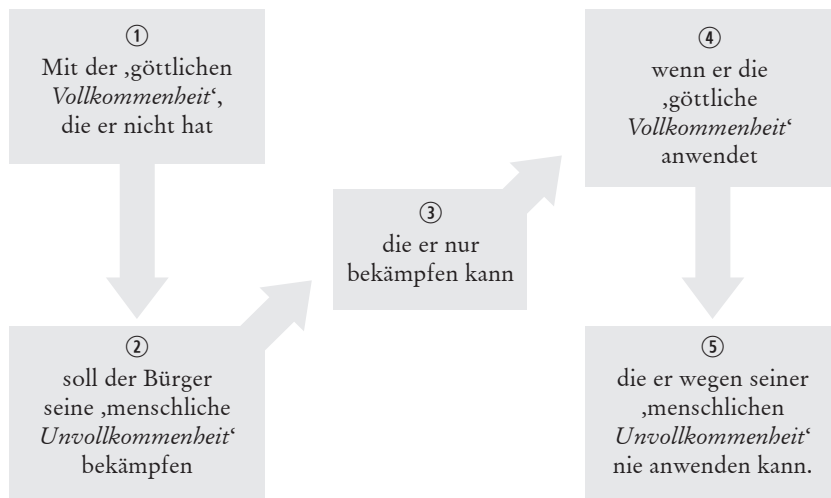 ①
Mit der ‚göttlichen
Vollkommenheit‘,
die er nicht hat
②
soll der Bürger
seine ‚menschliche
Unvollkommenheit‘
bekämpfen
③
die er nur
bekämpfen kann
④
wenn er die
‚göttliche
Vollkommenheit‘
anwendet
⑤
die er wegen seiner
‚menschlichen
Unvollkommenheit‘
nie anwenden kann.